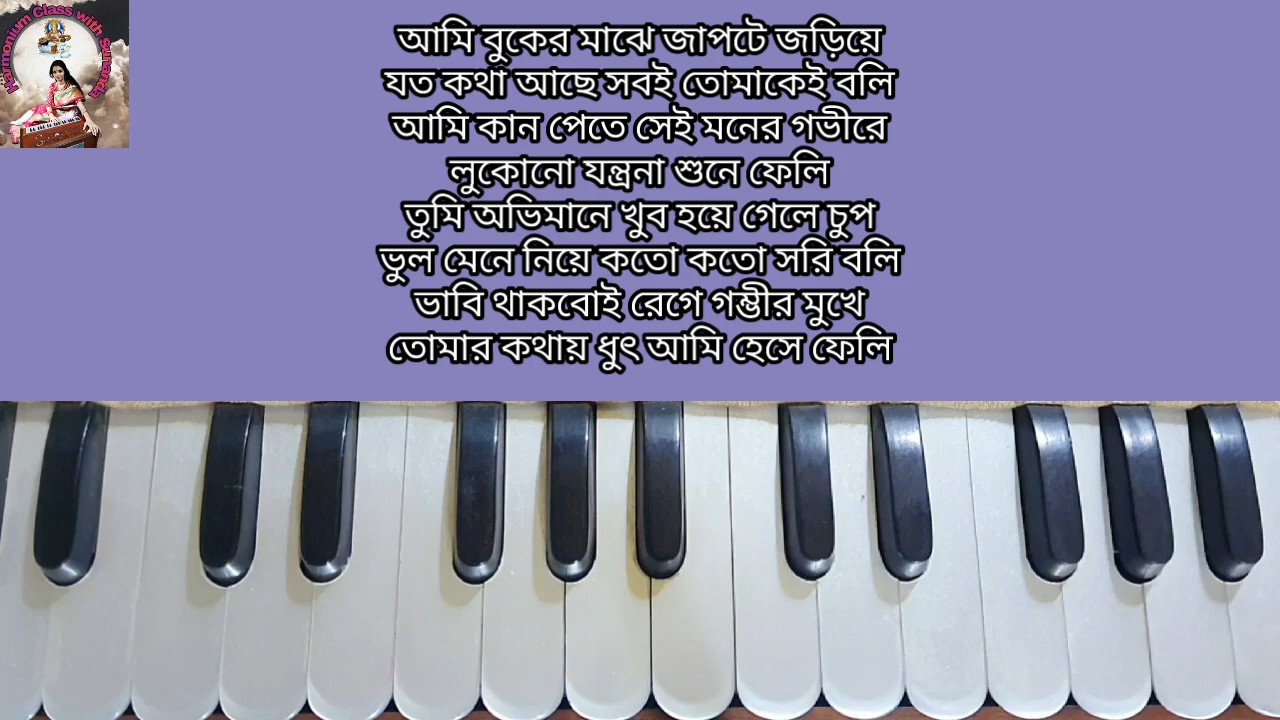 Harmonium Class with Sunanda
আমি বুকের মাঝে জাপটে জড়িয়ে
যত কথা আছে সবই তোমাকেই বলি
আমি কান পেতে সেই মনের গভীরে
লুকোনো যন্ত্রনা শুনে ফেলি
তুমি অভিমানে খুব হয়ে গেলে চুপ
ভুল মেনে নিয়ে কতো কতো সরি বলি
ভাবি থাকবোই রেগে গম্ভীর মুখে
তোমার কথায় ধুৎ আমি হেসে ফেলি